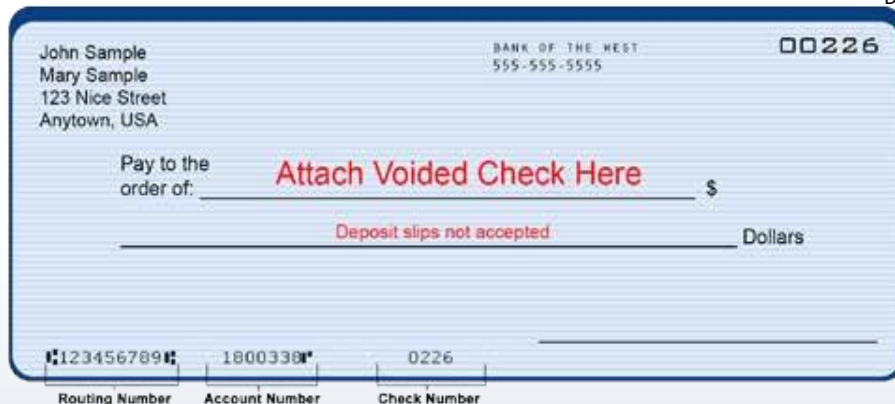 John Sample
Mary Sample
123 Nice Street
Anytown, USA
BANK OF THE WEST
555-555-5555
00226
Pay to the
order of:
Attach Voided Check Here
$
Deposit slips not accepted
Dollars
⑆123456789⑆ 1800338⑈ 0226
Routing Number Account Number Check Number